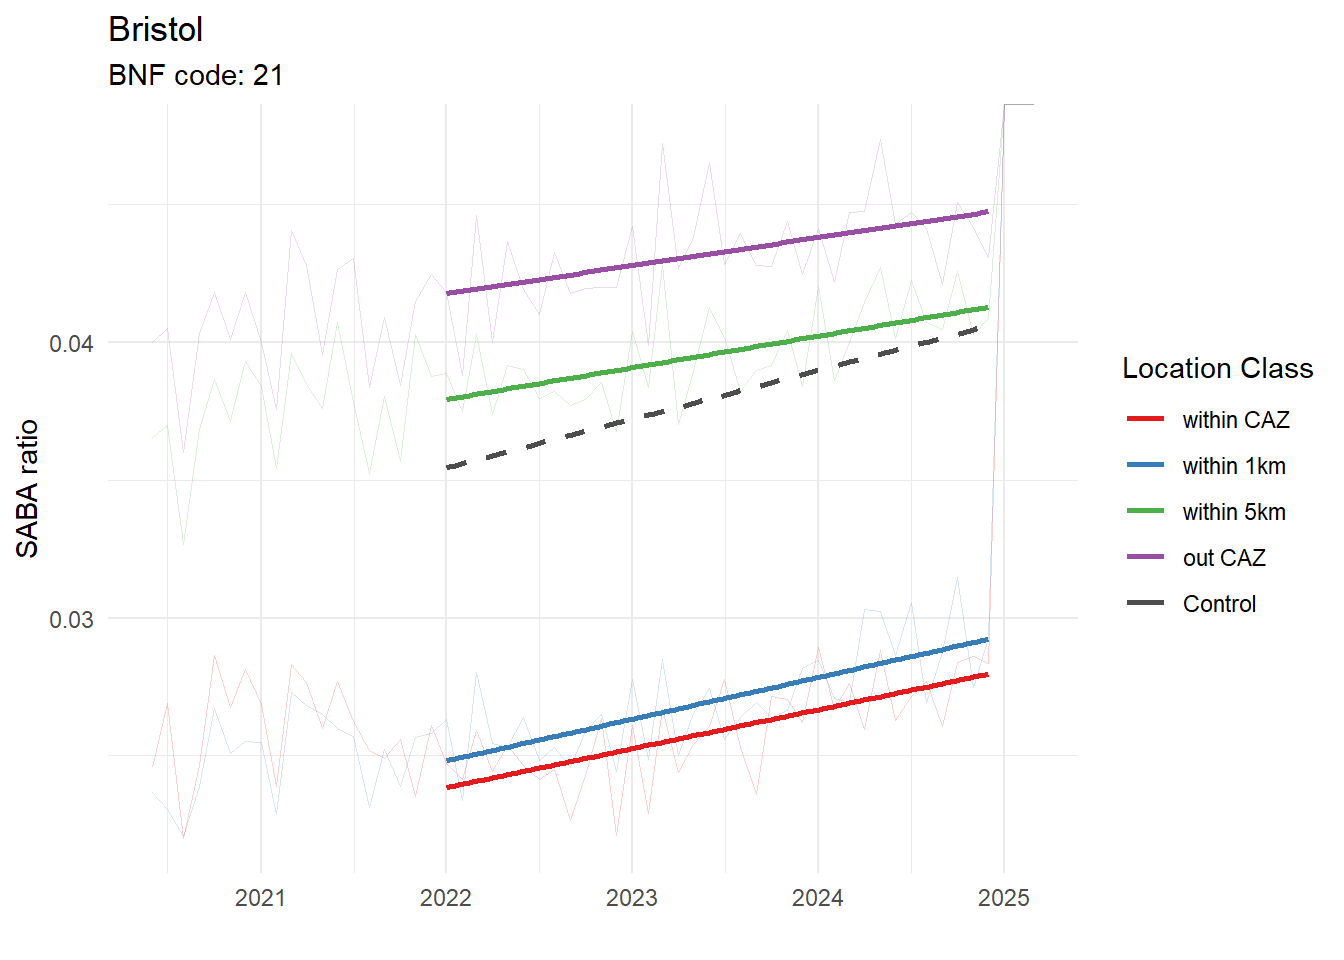 Bristol
BNF code: 21
SABA ratio
0.04
0.03
2021
2022
2023
2024
2025
Location Class
within CAZ
within 1km
within 5km
out CAZ
Control